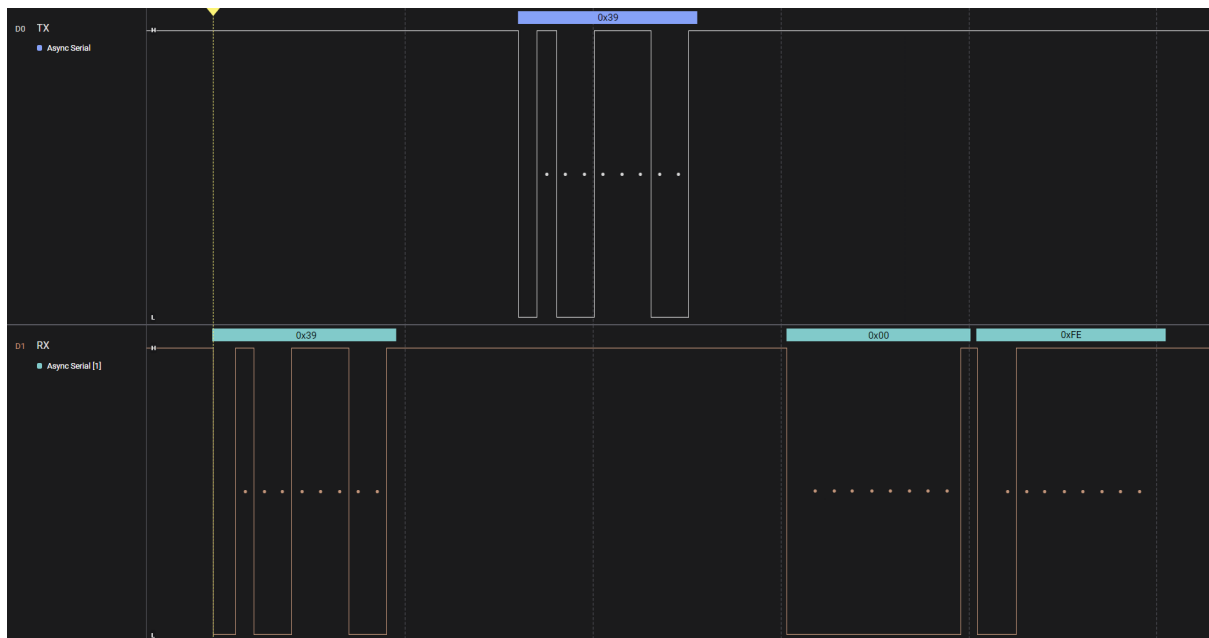 0x39
D0 TX
H
Async Serial
L
0x39
0x00
0xFE
D1 RX
H
Async Serial [1]
L